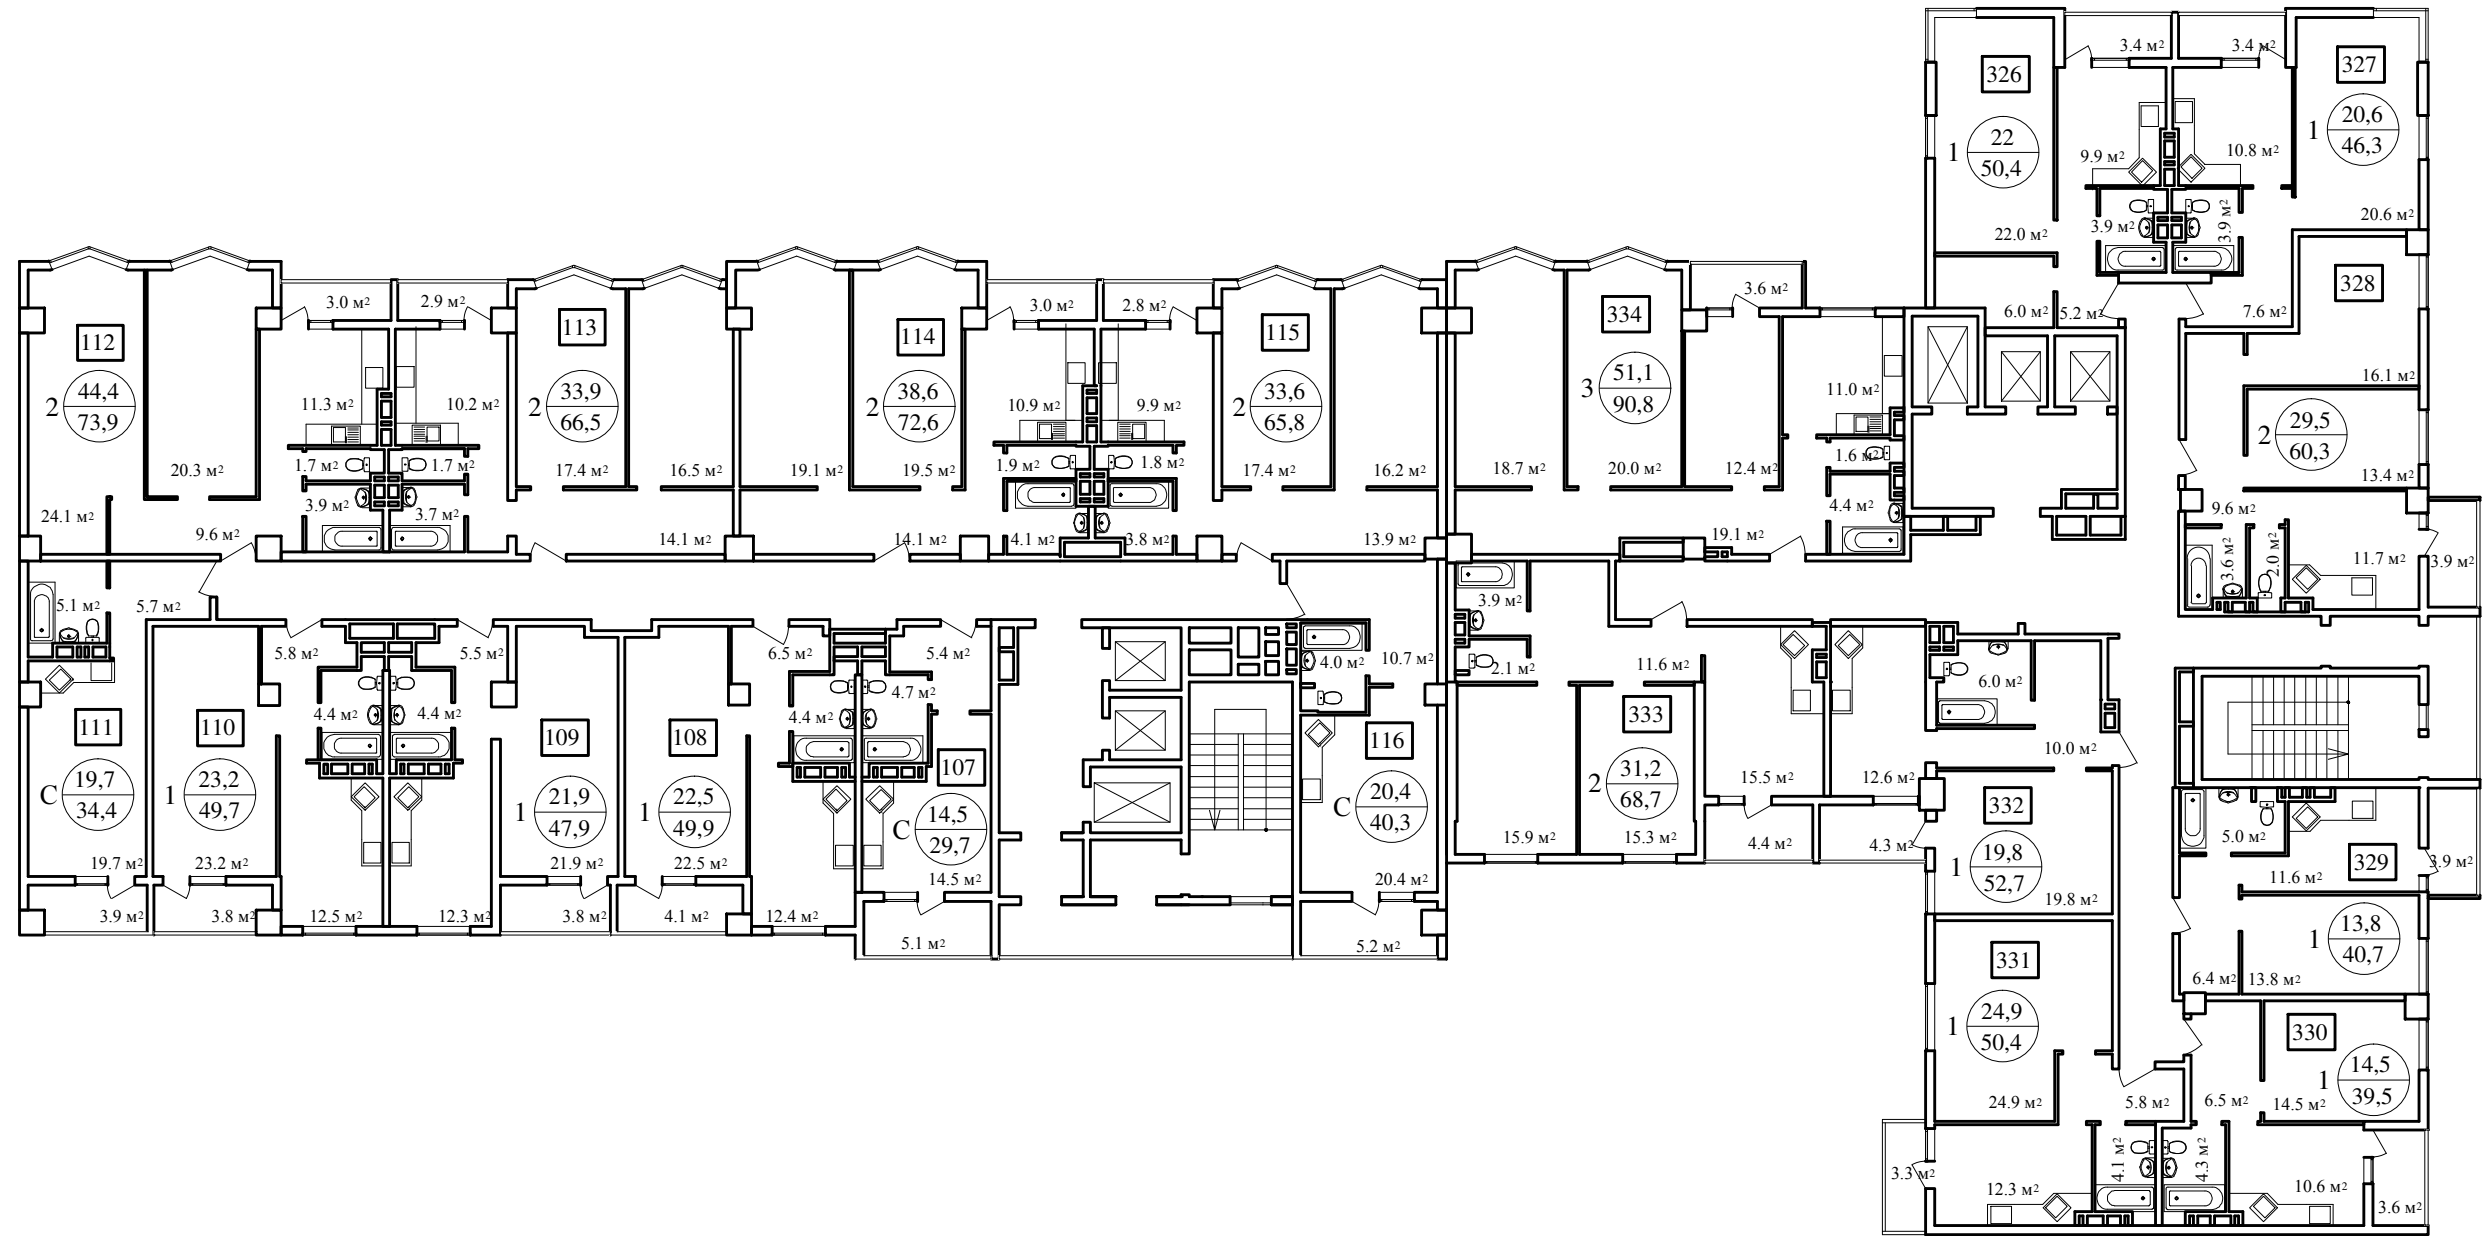 3.4 м²
3.4 м²
326
327
20,6
1
46,3
22
1
50,4
9.9 м²
10.8 м²
3.9 м²
3.9 м²
20.6 м²
22.0 м²
6.0 м²
5.2 м²
7.6 м²
328
16.1 м²
29,5
2
60,3
13.4 м²
9.6 м²
3.6 м²
2.0 м²
11.7 м²
3.9 м²
3.0 м²
2.9 м²
112
44,4
2
73,9
11.3 м²
10.2 м²
20.3 м²
1.7 м²
1.7 м²
24.1 м²
3.9 м²
3.7 м²
9.6 м²
113
33,9
2
66,5
17.4 м²
16.5 м²
14.1 м²
3.0 м²
2.8 м²
114
38,6
2
72,6
10.9 м²
9.9 м²
19.1 м²
19.5 м²
1.9 м²
1.8 м²
14.1 м²
4.1 м²
3.8 м²
115
33,6
2
65,8
17.4 м²
16.2 м²
13.9 м²
3.6 м²
334
51,1
3
90,8
11.0 м²
18.7 м²
20.0 м²
12.4 м²
1.6 м²
4.4 м²
19.1 м²
5.1 м²
5.7 м²
111
19,7
С
34,4
19.7 м²
3.9 м²
5.8 м²
5.5 м²
110
23,2
1
49,7
23.2 м²
3.8 м²
4.4 м²
4.4 м²
12.5 м²
12.3 м²
109
21,9
1
47,9
21.9 м²
3.8 м²
108
22,5
1
49,9
22.5 м²
4.1 м²
6.5 м²
5.4 м²
4.7 м²
4.4 м²
12.4 м²
107
14,5
С
29,7
14.5 м²
5.1 м²
4.0 м²
10.7 м²
116
20,4
С
40,3
20.4 м²
5.2 м²
3.9 м²
2.1 м²
11.6 м²
333
31,2
2
68,7
15.9 м²
15.3 м²
15.5 м²
12.6 м²
4.4 м²
4.3 м²
6.0 м²
10.0 м²
332
19,8
1
52,7
19.8 м²
5.0 м²
3.9 м²
329
11.6 м²
13,8
1
40,7
6.4 м²
13.8 м²
331
24,9
1
50,4
24.9 м²
5.8 м²
330
14,5
1
39,5
6.5 м²
14.5 м²
3.3 м²
12.3 м²
4.1 м²
4.3 м²
10.6 м²
3.6 м²